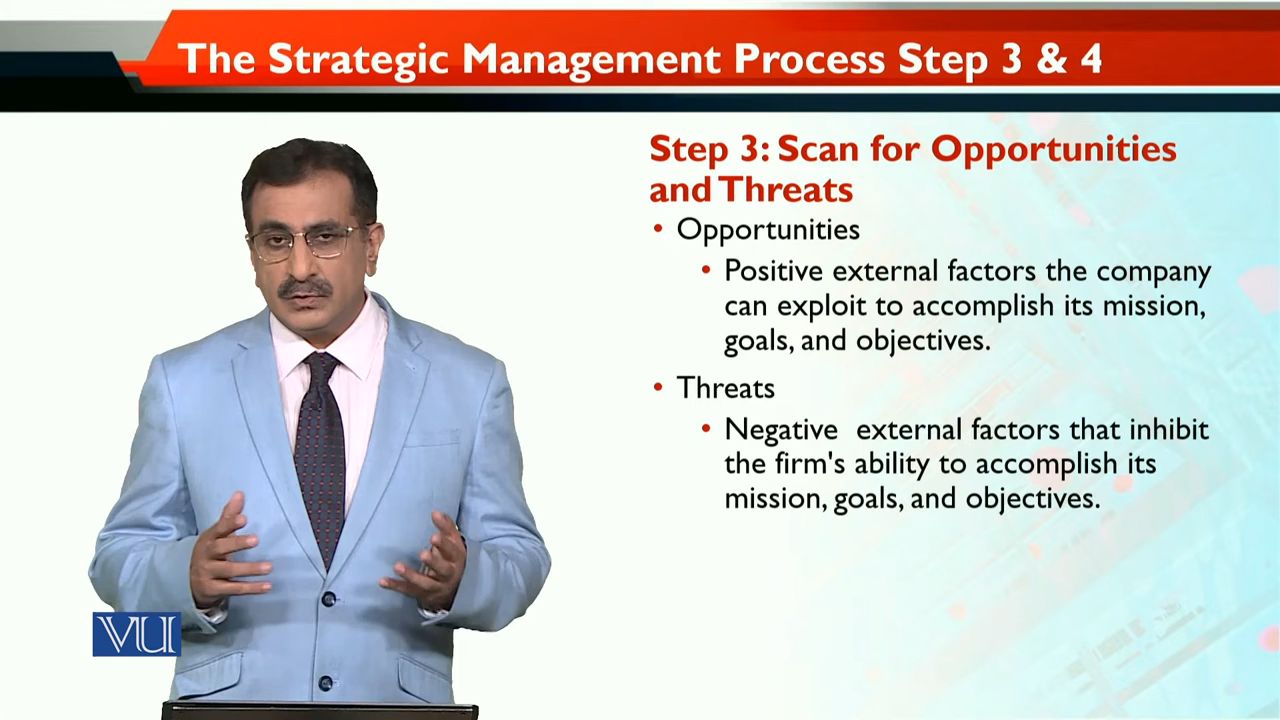 The Strategic Management Process Step 3 & 4
Step 3: Scan for Opportunities
and Threats
• Opportunities
• Positive external factors the company
can exploit to accomplish its mission,
goals, and objectives.
• Threats
• Negative  external factors that inhibit
the firm's ability to accomplish its
mission, goals, and objectives.
VU